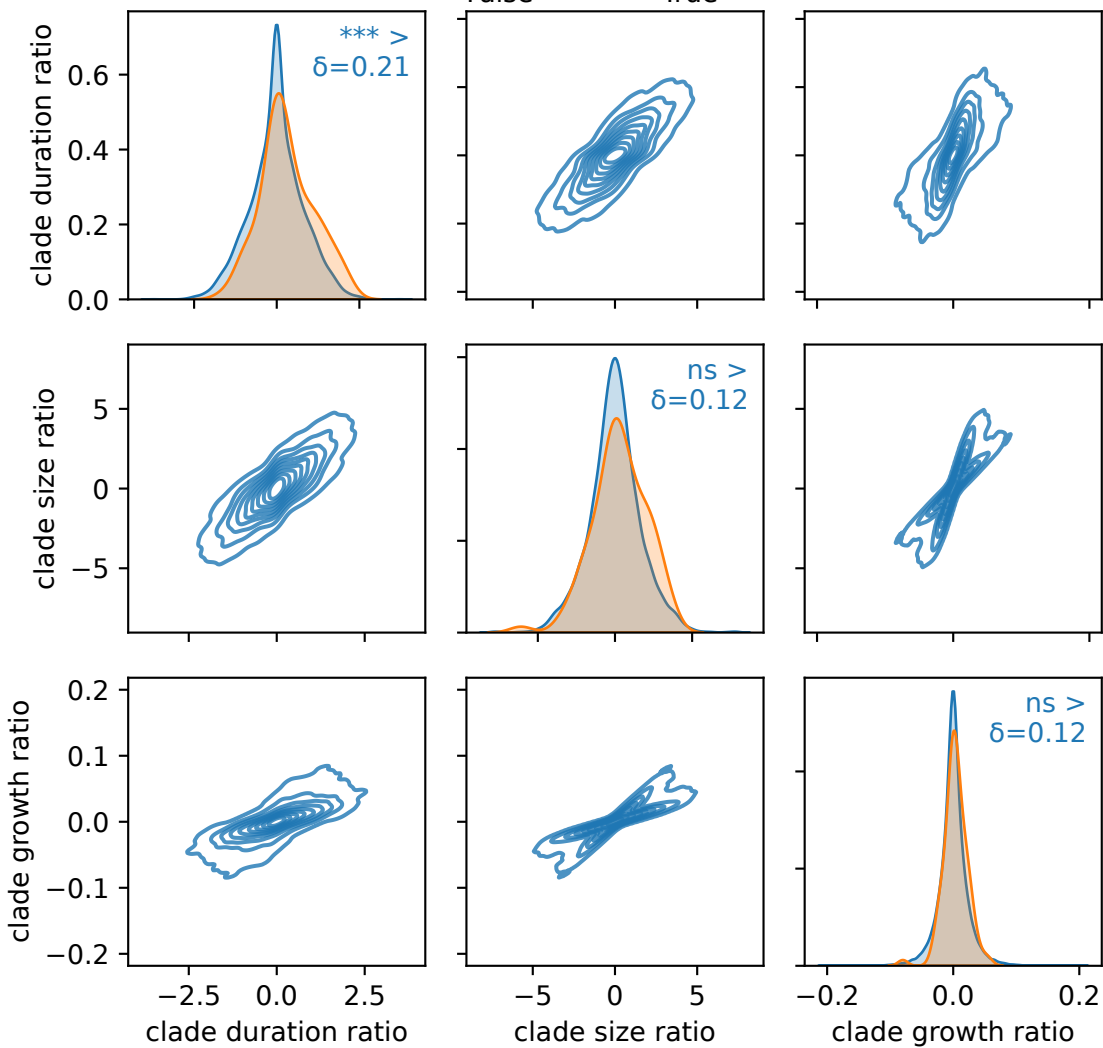 False True
clade duration ratio
0.6
0.4
0.2
0.0
*** >
δ=0.21
clade size ratio
5
0
−5
ns >
δ=0.12
clade growth ratio
0.2
0.1
0.0
−0.1
−0.2
ns >
δ=0.12
−2.5 0.0 2.5
−5 0 5
−0.2 0.0 0.2
clade duration ratio
clade size ratio
clade growth ratio